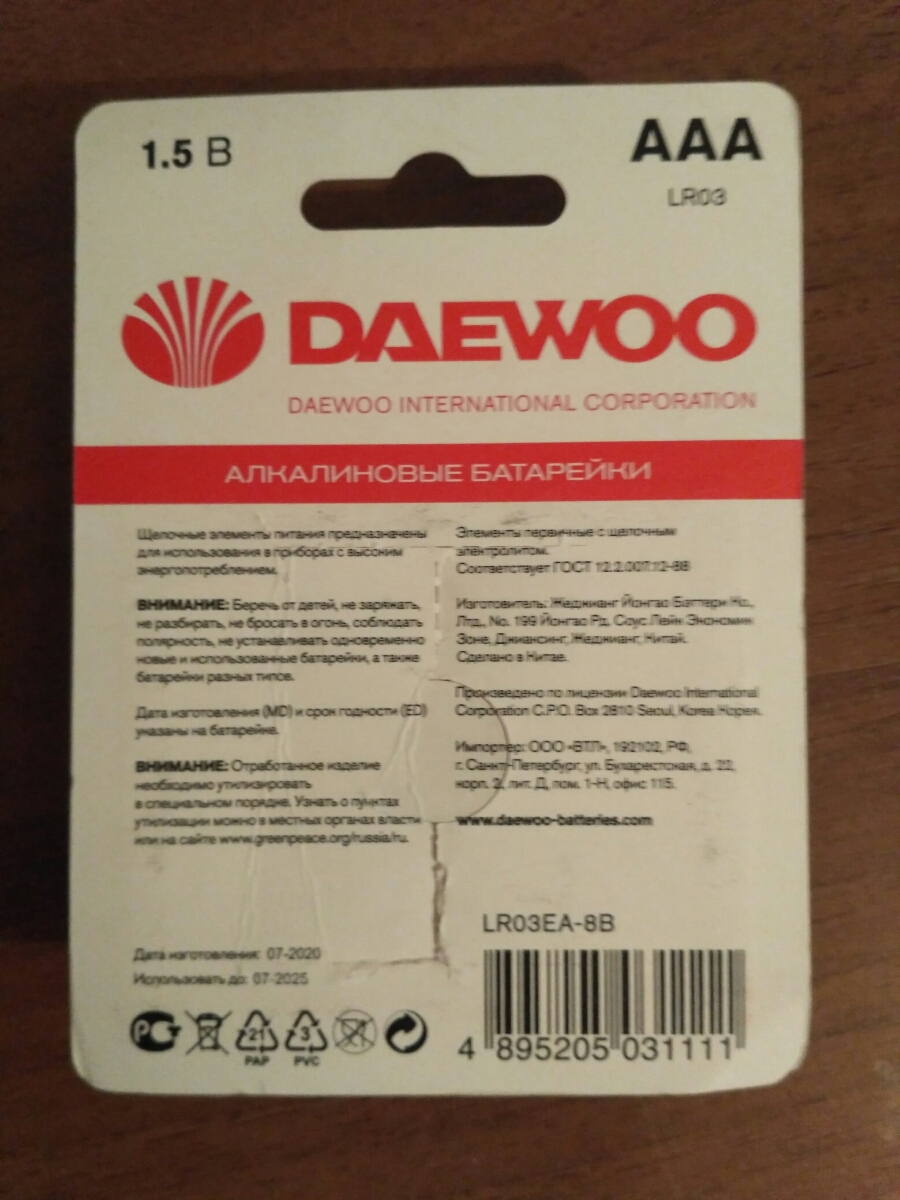 1.5 В
AAA
LR03
DAEWOO
DAEWOO INTERNATIONAL CORPORATION
АЛКАЛИНОВЫЕ БАТАРЕЙКИ
Щелочные элементы питания предназначены
для использования в приборах с высоким
энергопотреблением.
ВНИМАНИЕ: Беречь от детей, не заряжать,
не разбирать, не бросать в огонь, соблюдать
полярность, не устанавливать одновременно
новые и использованные батарейки, а также
батарейки разных типов.
Дата изготовления (MD) и срок годности (ED)
указаны на батарейке.
ВНИМАНИЕ: Отработанное изделие
необходимо утилизировать
в специальном порядке. Узнать о пунктах
утилизации можно в местных органах власти
или на сайте www.greenpeace.org/russia/ru.
Элементы первичные с щелочным
электролитом.
Соответствует ГОСТ 12.2.007.12-88
Изготовитель: Жеджианг Йонгао Баттери Ко.,
Лтд., No. 199 Йонгао Рд. Соус Лейн Экономик
Зоне, Джиансинг, Жеджианг, Китай.
Сделано в Китае.
Произведено по лицензии Daewoo International
Corporation C.P.O. Box 2810 Seoul, Korea Корея.
Импортер: ООО «ВТЛ», 192102, РФ,
г. Санкт-Петербург, ул. Бухарестская, д. 22,
корп. 2, лит. Д, пом. 1-Н, офис 115.
www.daewoo-batteries.com
LR03EA-8B
Дата изготовления: 07-2020
Использовать до: 07-2025
21
PAP
3
PVC
4 895205 031111